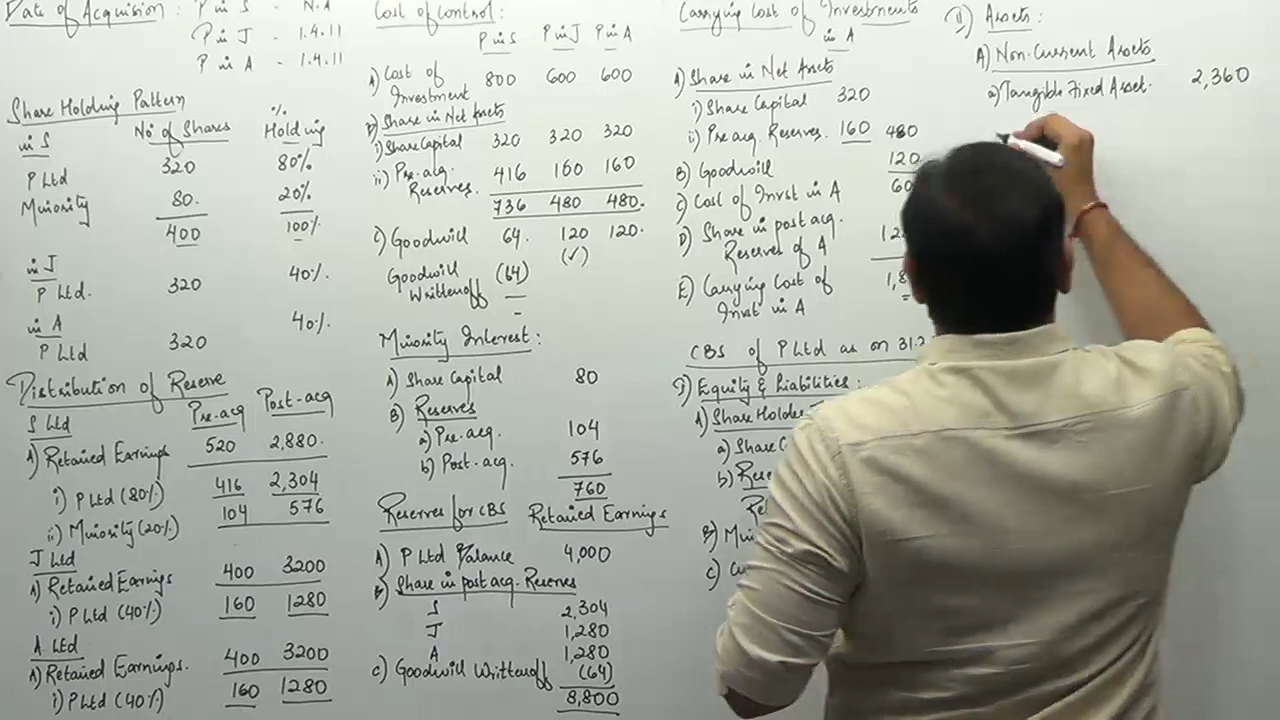 Date of Acquision : P in S - N.A
P in J - 1.4.11
P in A - 1.4.11
Share Holding Pattern
in S No of Shares % Holding
P Ltd 320 80%
Minority 80. 20%
400 100%
in J
P Ltd. 320 40%
in A
P Ltd 320 40%
Distribution of Reserve
S Ltd Pre-acq Post-acq
A) Retained Earnings 520 2,880.
i) P Ltd (80%) 416 2,304
ii) Minority (20%) 104 576
J Ltd
A) Retained Earings 400 3200
i) P Ltd (40%) 160 1280
A Ltd
A) Retained Earnings. 400 3200
i) P Ltd (40%) 160 1280
Cost of Control :
P in S P in J P in A
A) Cost of Investment 800 600 600
B) Share in Net Assets
i) Share Capital 320 320 320
ii) Pre-acq. Reserves. 416 160 160
736 480 480.
C) Goodwill 64. 120 120.
(✓)
Goodwill Writtenoff (64)
Minority Interest :
A) Share Capital 80
B) Reserves
a) Pre-acq. 104
b) Post-acq. 576
760
Reserves for CBS Retained Earnings
A) P Ltd Balance 4,000
B) Share in post acq. Reserves
S 2,304
J 1,280
A 1,280
C) Goodwill Writtenoff (64)
8,800
Carrying Cost of Investments
in A
A) Share in Net Assets
i) Share Capital 320
ii) Pre acq. Reserves. 160 480
B) Goodwill 120
C) Cost of Invst in A 60
D) Share in post acq. Reserves of A
E) Carrying Cost of Invst in A 1,8
CBS of P Ltd as on 31.
I) Equity & Liabilities :
A) Share Holder
a) Share
b)
B)
C)
II) Assets :
A) Non-Current Assets
a) Tangible Fixed Asset. 2,360